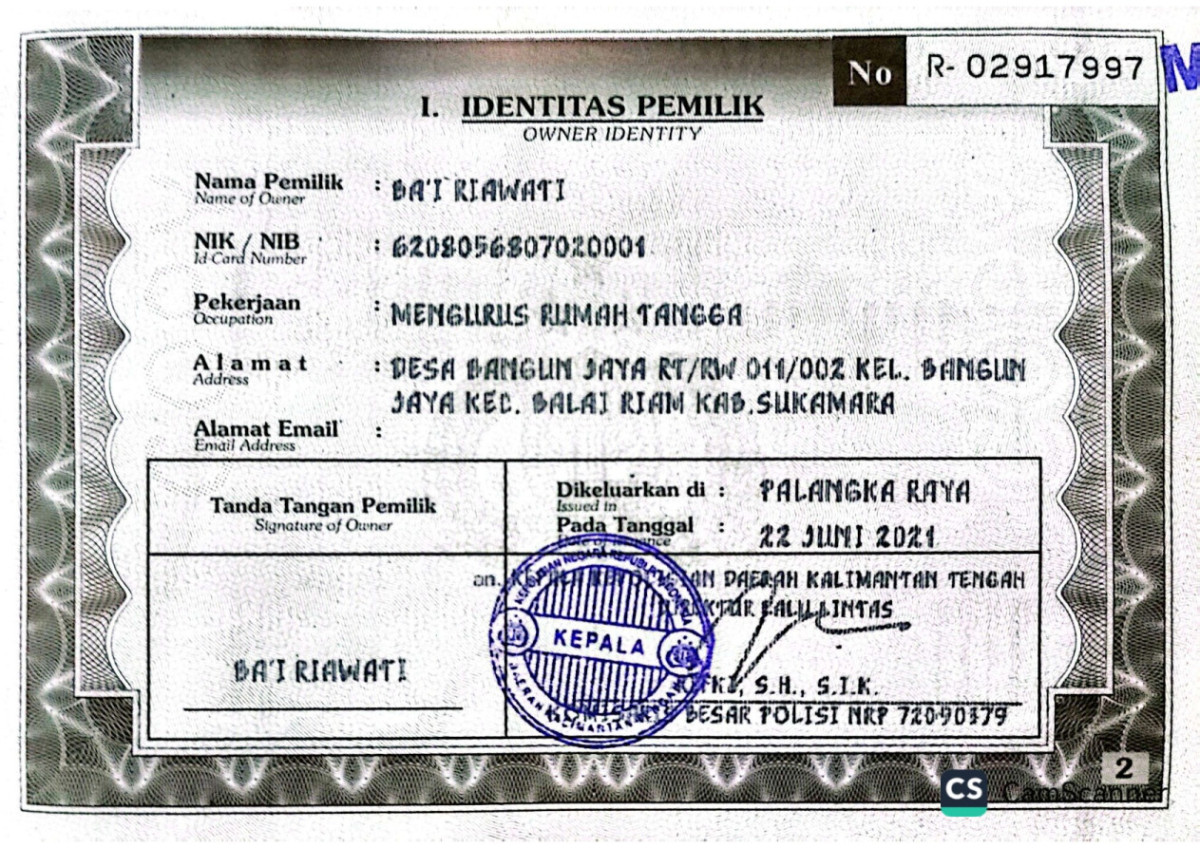 No R- 02917997
M
I. IDENTITAS PEMILIK
OWNER IDENTITY
Nama Pemilik : BA'I RIAWATI
Name of Owner
NIK / NIB : 6208056807020001
Id Card Number
Pekerjaan : MENGURUS RUMAH TANGGA
Occupation
Alamat : DESA BANGUN JAYA RT/RW 011/002 KEL. BANGUN
Address
JAYA KEC. BALAI RIAM KAB.SUKAMARA
Alamat Email :
Email Address
Tanda Tangan Pemilik
Signature of Owner
Dikeluarkan di : PALANGKA RAYA
Issued in
Pada Tanggal : 22 JUNI 2021
an. DAERAH KALIMANTAN TENGAH
LINTAS
KEPALA
BA'I RIAWATI
S.H., S.I.K.
BESAR POLISI NRP 72090379
2
CS CamScanner